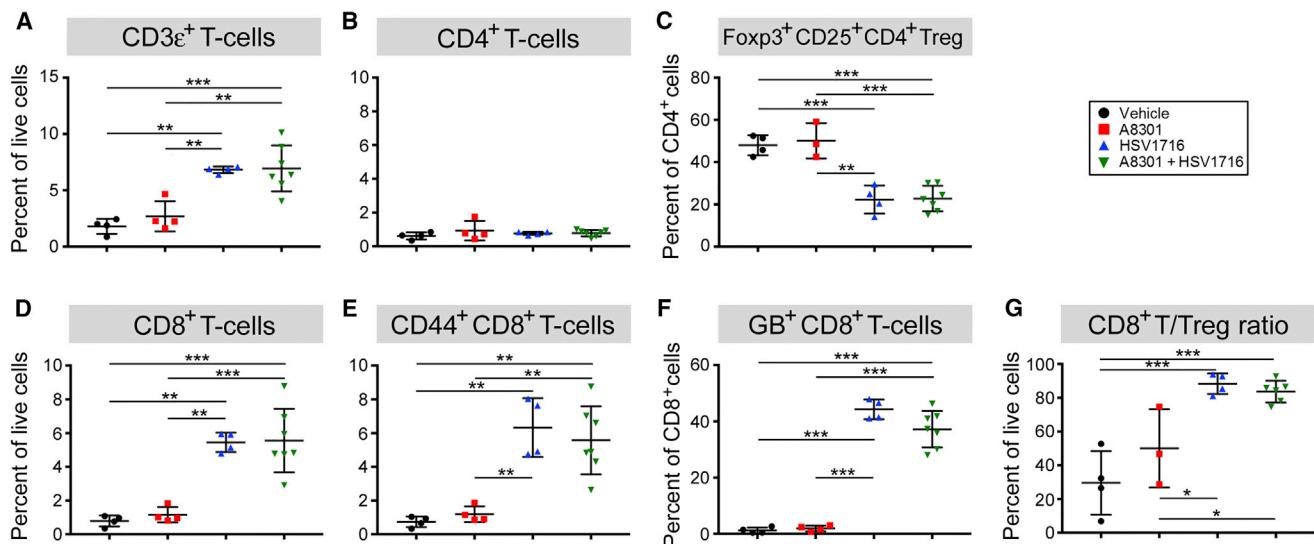 A
CD3ε+ T-cells
Percent of live cells
15
10
5
0
***
**
**
**
B
CD4+ T-cells
10
8
6
4
2
0
C
Foxp3+ CD25+ CD4+ Treg
Percent of CD4+ cells
80
60
40
20
0
***
***
***
**
Vehicle
A8301
HSV1716
A8301 + HSV1716
D
CD8+ T-cells
Percent of live cells
10
8
6
4
2
0
***
***
**
**
E
CD44+ CD8+ T-cells
10
8
6
4
2
0
**
**
**
**
F
GB+ CD8+ T-cells
Percent of CD8+cells
60
40
20
0
***
***
***
***
G
CD8+ T/Treg ratio
Percent of live cells
100
80
60
40
20
0
***
***
*
*